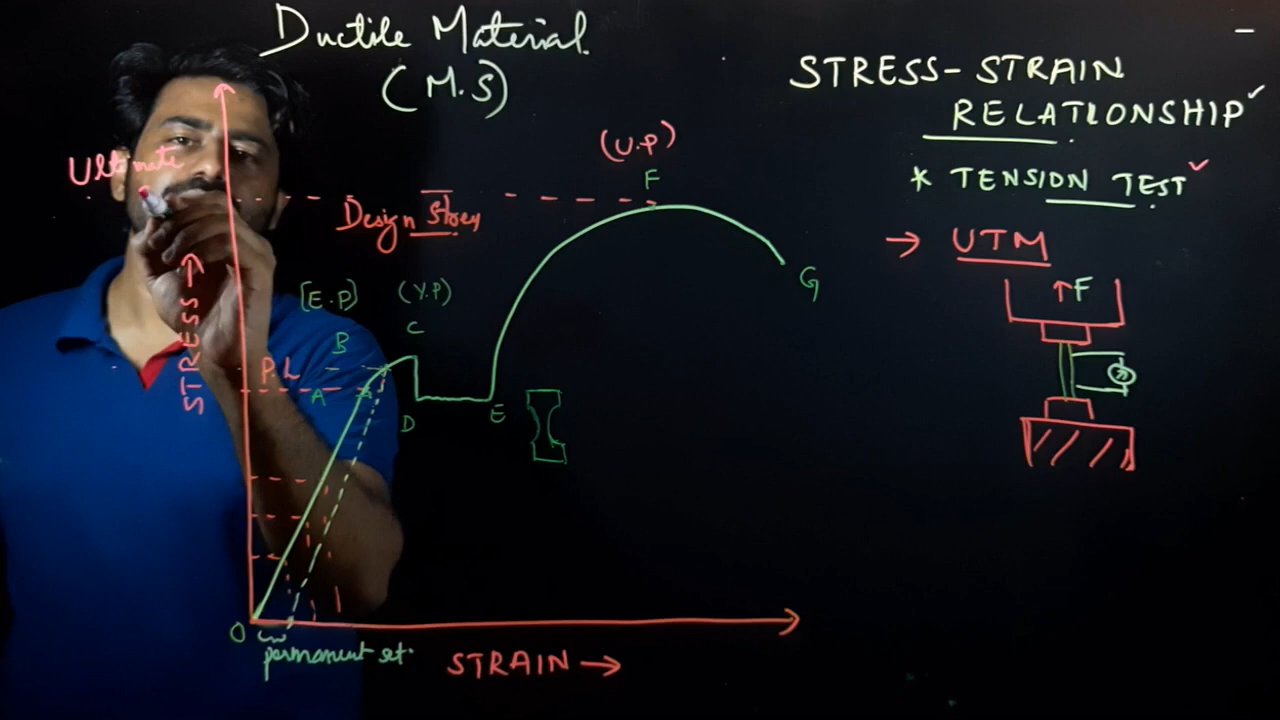 Ductile Material
(M.S)
STRESS-STRAIN
RELATIONSHIP
* TENSION TEST
→ UTM
↑F
(U.P)
F
Ultimate
Design Stress
G
[E.P] (Y.P)
C
B
P.L
A A
D
E
STRESS →
O
permanent set.
STRAIN →